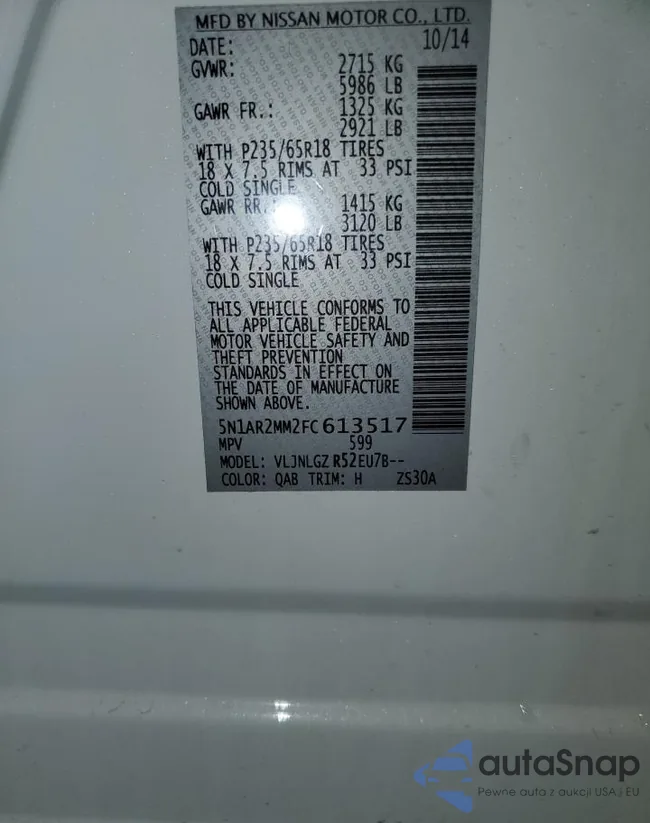 MFD BY NISSAN MOTOR CO., LTD.
DATE: 10/14
GVWR: 2715 KG
5986 LB
GAWR FR.: 1325 KG
2921 LB
WITH P235/65R18 TIRES
18 X 7.5 RIMS AT 33 PSI
COLD SINGLE
GAWR RR.: 1415 KG
3120 LB
WITH P235/65R18 TIRES
18 X 7.5 RIMS AT 33 PSI
COLD SINGLE
THIS VEHICLE CONFORMS TO
ALL APPLICABLE FEDERAL
MOTOR VEHICLE SAFETY AND
THEFT PREVENTION
STANDARDS IN EFFECT ON
THE DATE OF MANUFACTURE
SHOWN ABOVE.
5N1AR2MM2FC613517
MPV 599
MODEL: VLJNLGZ R52EU7B--
COLOR: QAB TRIM: H ZS30A
autoSnap
Pewne auta z aukcji USA i EU